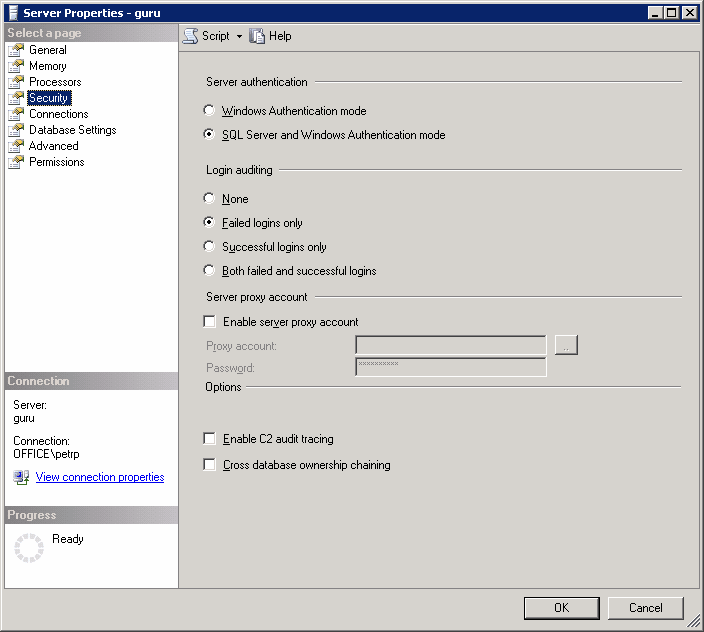 Server Properties - guru
Select a page
General
Memory
Processors
Security
Connections
Database Settings
Advanced
Permissions
Connection
Server:
guru
Connection:
OFFICE\petrp
View connection properties
Progress
Ready
Script Help
Server authentication
Windows Authentication mode
SQL Server and Windows Authentication mode
Login auditing
None
Failed logins only
Successful logins only
Both failed and successful logins
Server proxy account
Enable server proxy account
Proxy account:
...
Password: **********
Options
Enable C2 audit tracing
Cross database ownership chaining
OK Cancel